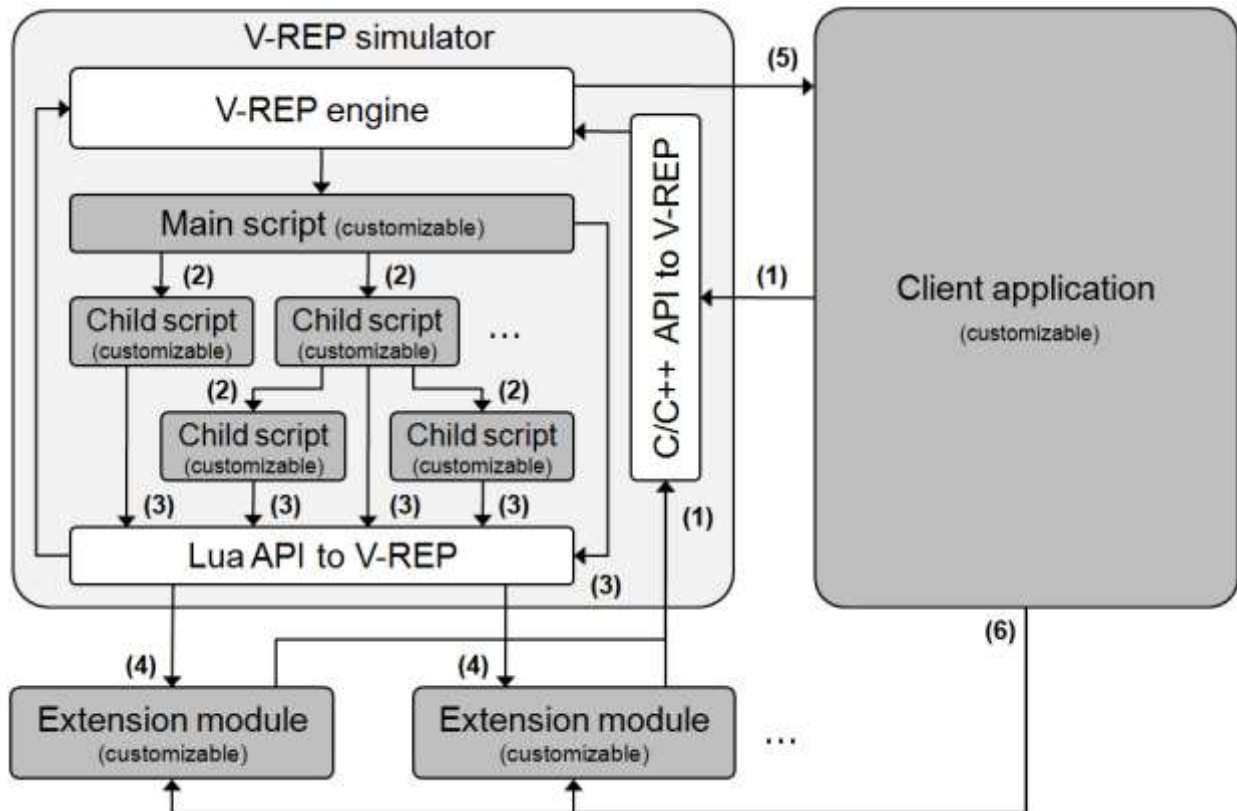 V-REP simulator
(5)
V-REP engine
C/C++ API to V-REP
Main script (customizable)
(2) (2)
(1)
Client application
(customizable)
Child script Child script ...
(customizable) (customizable)
(2) (2)
Child script Child script
(customizable) (customizable)
(3) (3) (3) (3)
(1)
Lua API to V-REP
(3)
(6)
(4) (4)
Extension module Extension module
(customizable) (customizable) ...